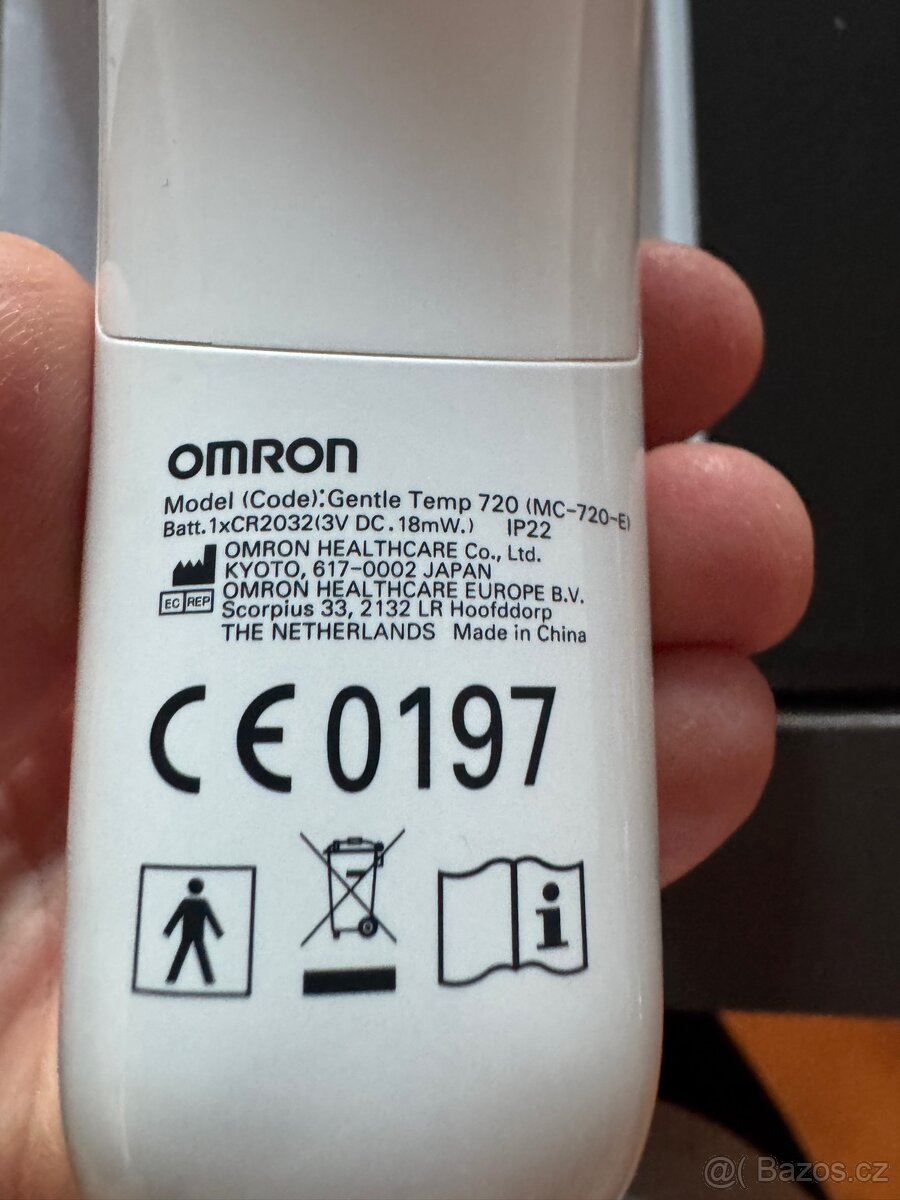 OMRON
Model (Code):Gentle Temp 720 (MC-720-E)
Batt.1xCR2032(3V DC. 18mW.) IP22
OMRON HEALTHCARE Co., Ltd.
KYOTO, 617-0002 JAPAN
EC REP OMRON HEALTHCARE EUROPE B.V.
Scorpius 33, 2132 LR Hoofddorp
THE NETHERLANDS Made in China
CE 0197
i
@( Bazos.cz